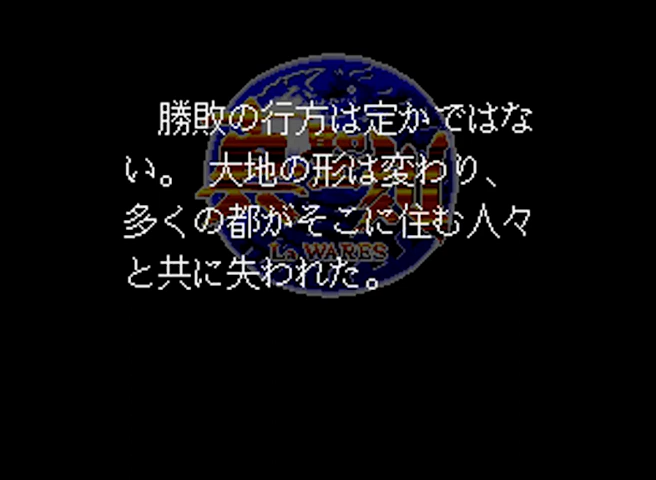 勝敗の行方は定かではな
い。 大地の形は変わり、
多くの都がそこに住む人々
と共に失われた。
La WARES